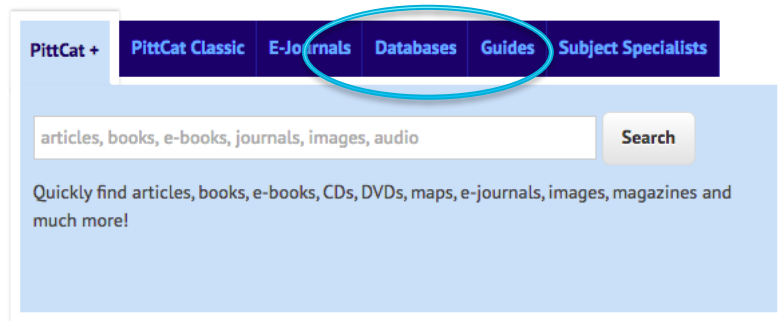 PittCat + PittCat Classic E-Journals Databases Guides Subject Specialists
articles, books, e-books, journals, images, audio Search
Quickly find articles, books, e-books, CDs, DVDs, maps, e-journals, images, magazines and
much more!